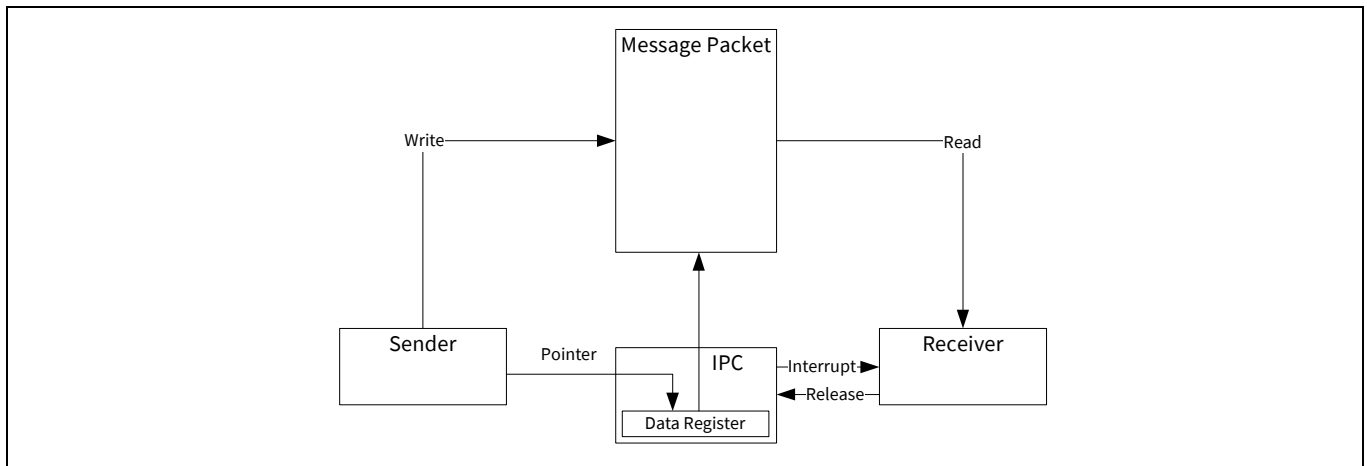 Message Packet
Write
Read
Sender
Pointer
IPC
Interrupt
Receiver
Release
Data Register